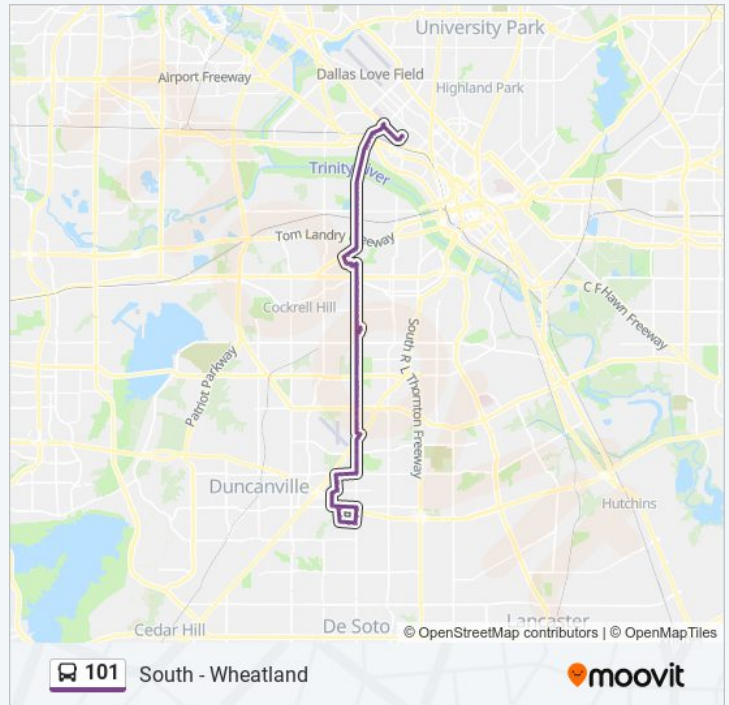 University Park
Airport Freeway
Dallas Love Field
Highland Park
Trinity River
Tom Landry Freeway
Cockrell Hill
C F Hawn Freeway
South R L Thornton Freeway
Patriot Parkway
Duncanville
Hutchins
Cedar Hill
De Soto
Lancaster
© OpenStreetMap contributors | © OpenMapTiles
101 South - Wheatland
moovit